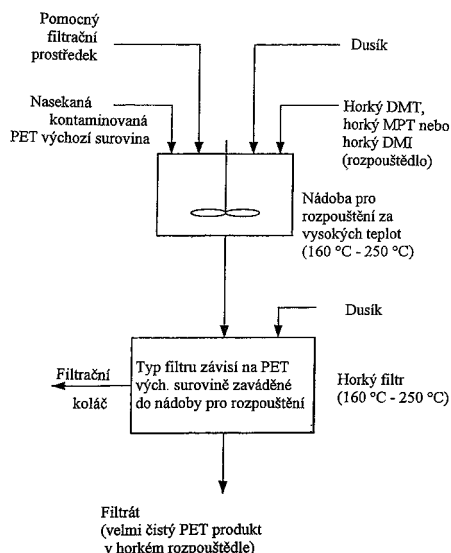 Pomocný
filtrační
prostředek
Dusík
Nasekaná
kontaminovaná
PET výchozí surovina
Horký DMT,
horký MPT nebo
horký DMI
(rozpouštědlo)
Nádoba pro
rozpouštění za
vysokých teplot
(160 °C - 250 °C)
Dusík
Typ filtru závisí na PET
vých. surovině zaváděné
do nádoby pro rozpouštění
Filtrační
koláč
Horký filtr
(160 °C - 250 °C)
Filtrát
(velmi čistý PET produkt
v horkém rozpouštědle)